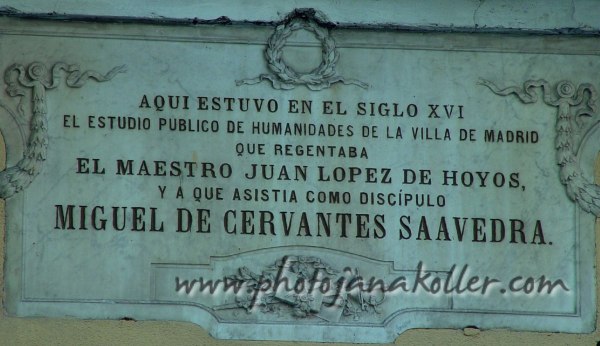 AQUI ESTUVO EN EL SIGLO XVI
EL ESTUDIO PUBLICO DE HUMANIDADES DE LA VILLA DE MADRID
QUE REGENTABA
EL MAESTRO JUAN LOPEZ DE HOYOS,
Y A QUE ASISTIA COMO DISCÍPULO
MIGUEL DE CERVANTES SAAVEDRA.
www.photojanakoller.com